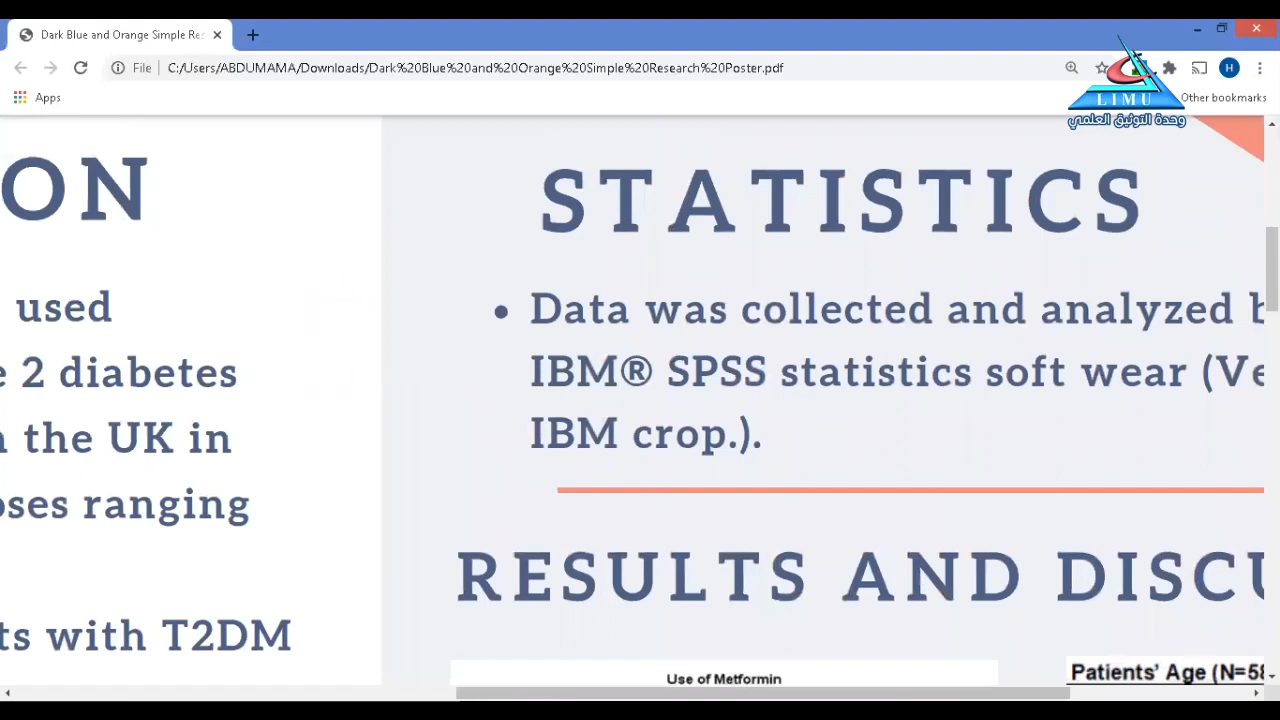 Dark Blue and Orange Simple Res
File
C:/Users/ABDUMAMA/Downloads/Dark%20Blue%20and%20Orange%20Simple%20Research%20Poster.pdf
H
Apps
Other bookmarks
LIMU
وحدة التوثيق العلمي
ON
used
e 2 diabetes
n the UK in
oses ranging
ts with T2DM
STATISTICS
• Data was collected and analyzed b
IBM® SPSS statistics soft wear (Ve
IBM crop.).
RESULTS AND DISCU
Use of Metformin
Patients' Age (N=58